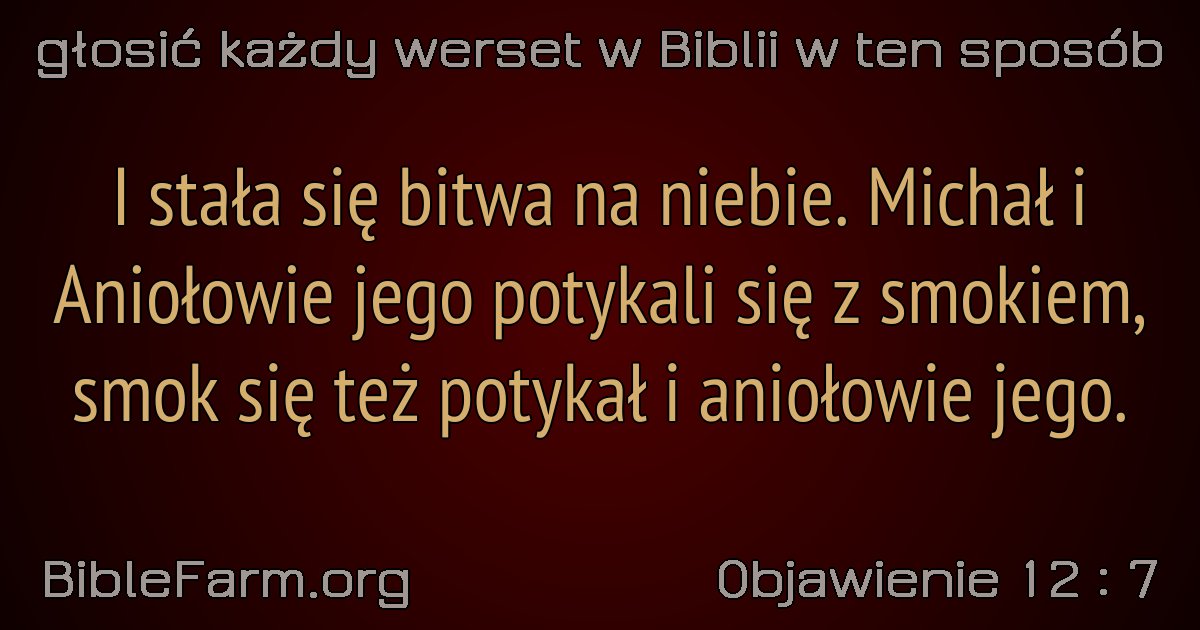 głosić każdy werset w Biblii w ten sposób
I stała się bitwa na niebie. Michał i
Aniołowie jego potykali się z smokiem,
smok się też potykał i aniołowie jego.
BibleFarm.org
Objawienie 12 : 7